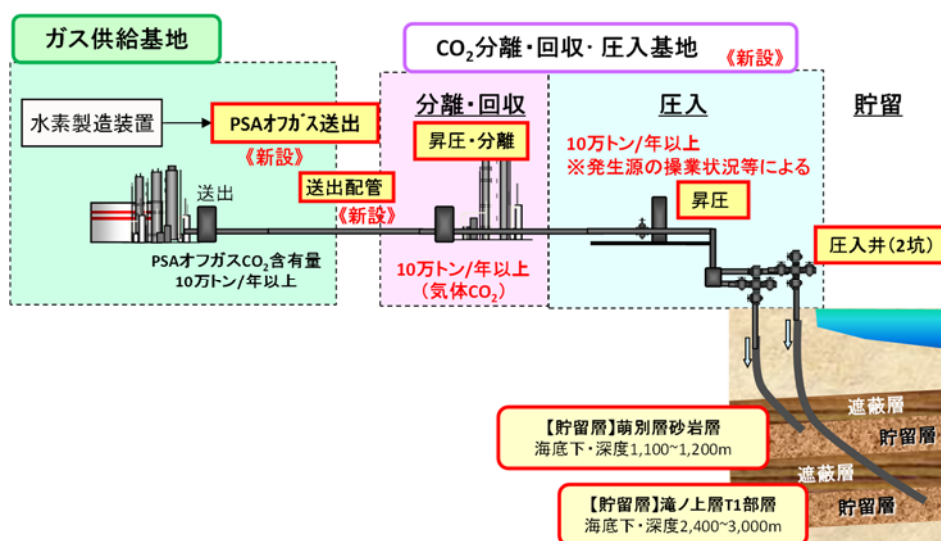 ガス供給基地
CO2分離・回収・圧入基地
《新設》
水素製造装置
PSAオフガス送出
《新設》
送出
送出配管
《新設》
PSAオフガスCO2含有量
10万トン/年以上
分離・回収
昇圧・分離
10万トン/年以上
(気体CO2)
圧入
10万トン/年以上
※発生源の操業状況等による
昇圧
貯留
圧入井(2坑)
遮蔽層
貯留層
遮蔽層
貯留層
【貯留層】萌別層砂岩層
海底下・深度1,100~1,200m
【貯留層】滝ノ上層T1部層
海底下・深度2,400~3,000m